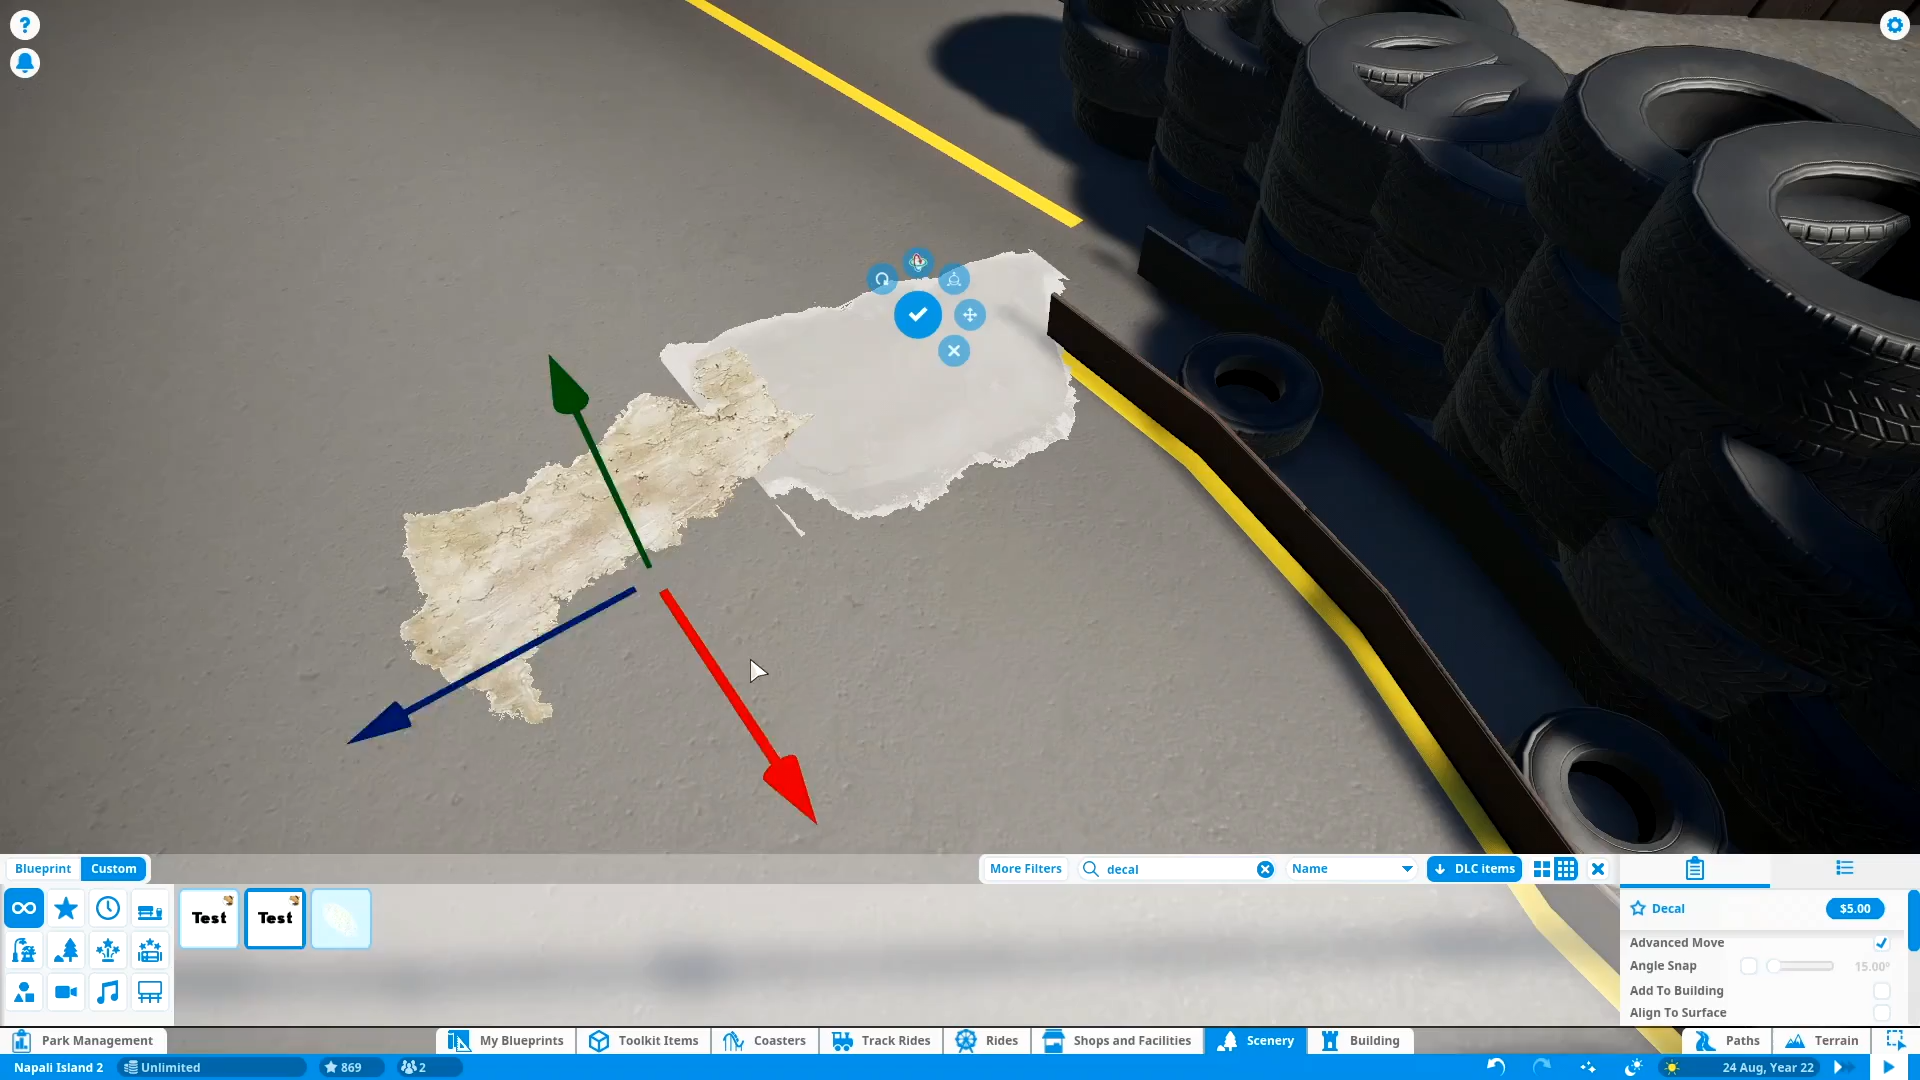 Blueprint
Custom
More Filters
decal
Name
DLC items
Test
Test
Decal
$5.00
Advanced Move
Angle Snap
15.00°
Add To Building
Align To Surface
Park Management
My Blueprints
Toolkit Items
Coasters
Track Rides
Rides
Shops and Facilities
Scenery
Building
Paths
Terrain
Napali Island 2
Unlimited
869
2
24 Aug, Year 22